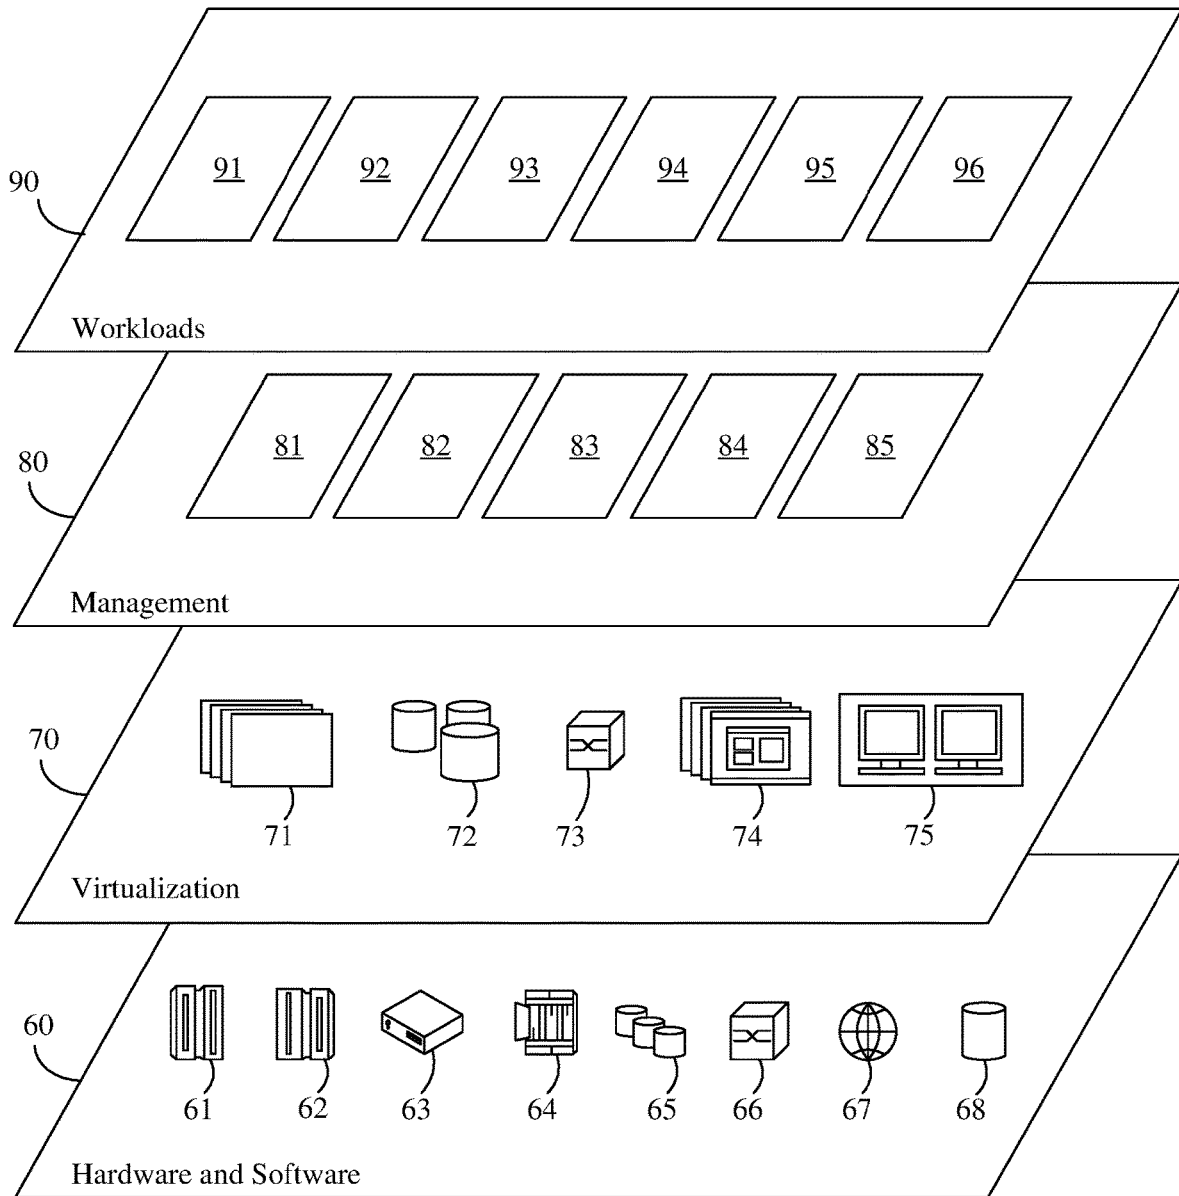 91 92 93 94 95 96
90
Workloads
81 82 83 84 85
80
Management
70
71 72 73 74 75
Virtualization
60
61 62 63 64 65 66 67 68
Hardware and Software